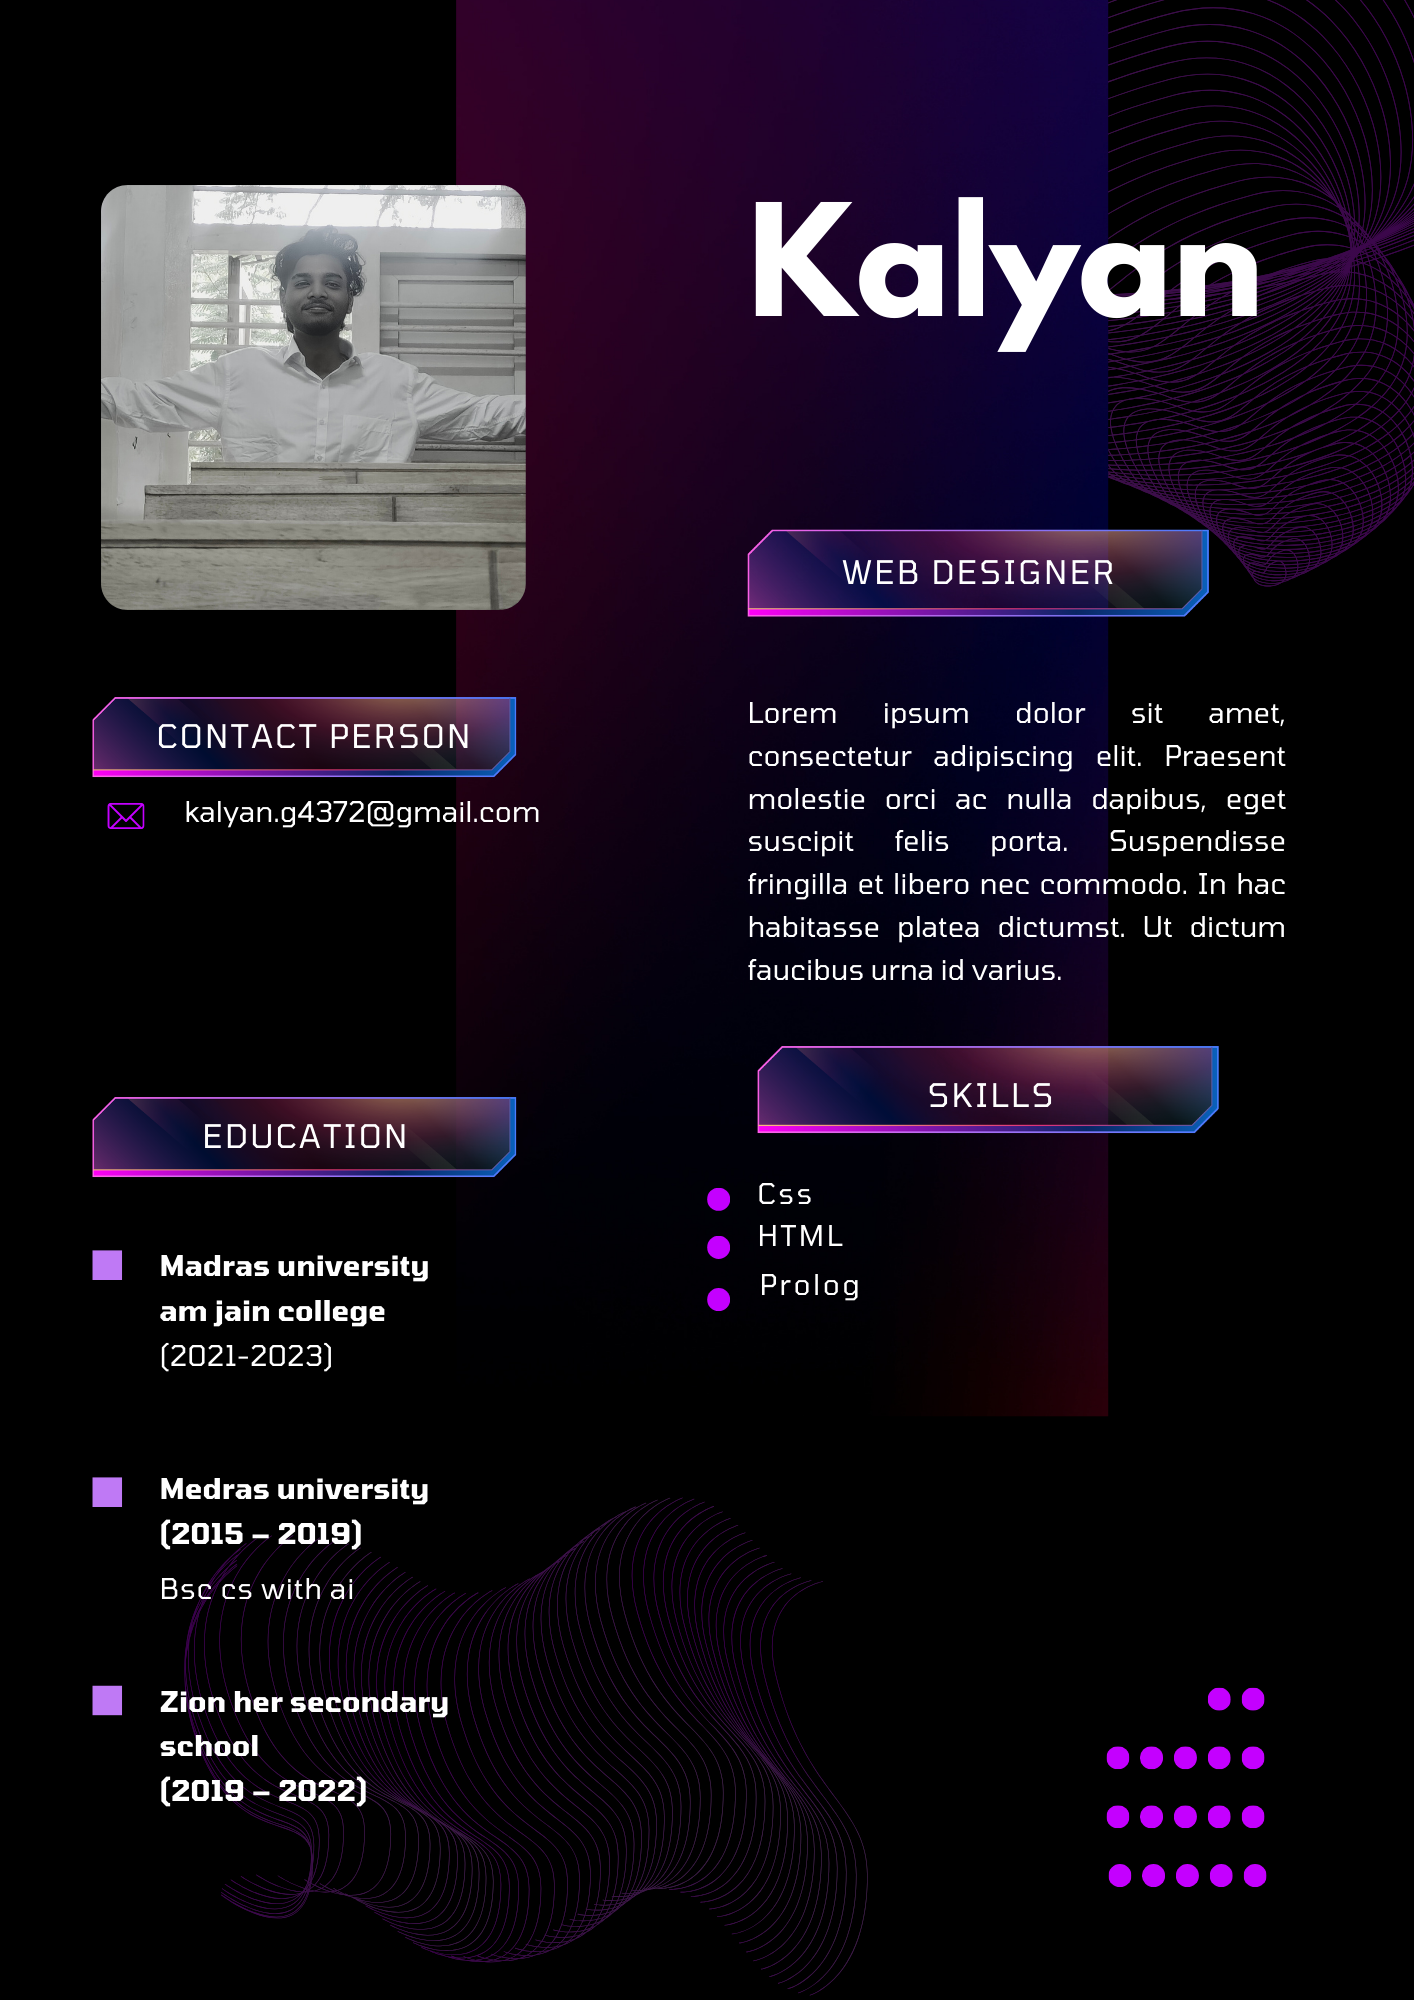 Kalyan
WEB DESIGNER
Lorem ipsum dolor sit amet,
consectetur adipiscing elit. Praesent
molestie orci ac nulla dapibus, eget
suscipit felis porta. Suspendisse
fringilla et libero nec commodo. In hac
habitasse platea dictumst. Ut dictum
faucibus urna id varius.
CONTACT PERSON
kalyan.g4372@gmail.com
EDUCATION
Madras university
am jain college
(2021-2023)
Medras university
(2015 – 2019)
Bsc cs with ai
Zion her secondary
school
(2019 – 2022)
SKILLS
Css
HTML
Prolog